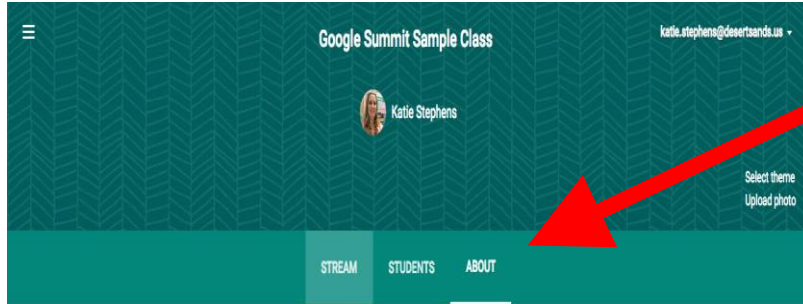 Google Summit Sample Class
katie.stephens@desertsands.us
Katie Stephens
Select theme
Upload photo
STREAM STUDENTS ABOUT